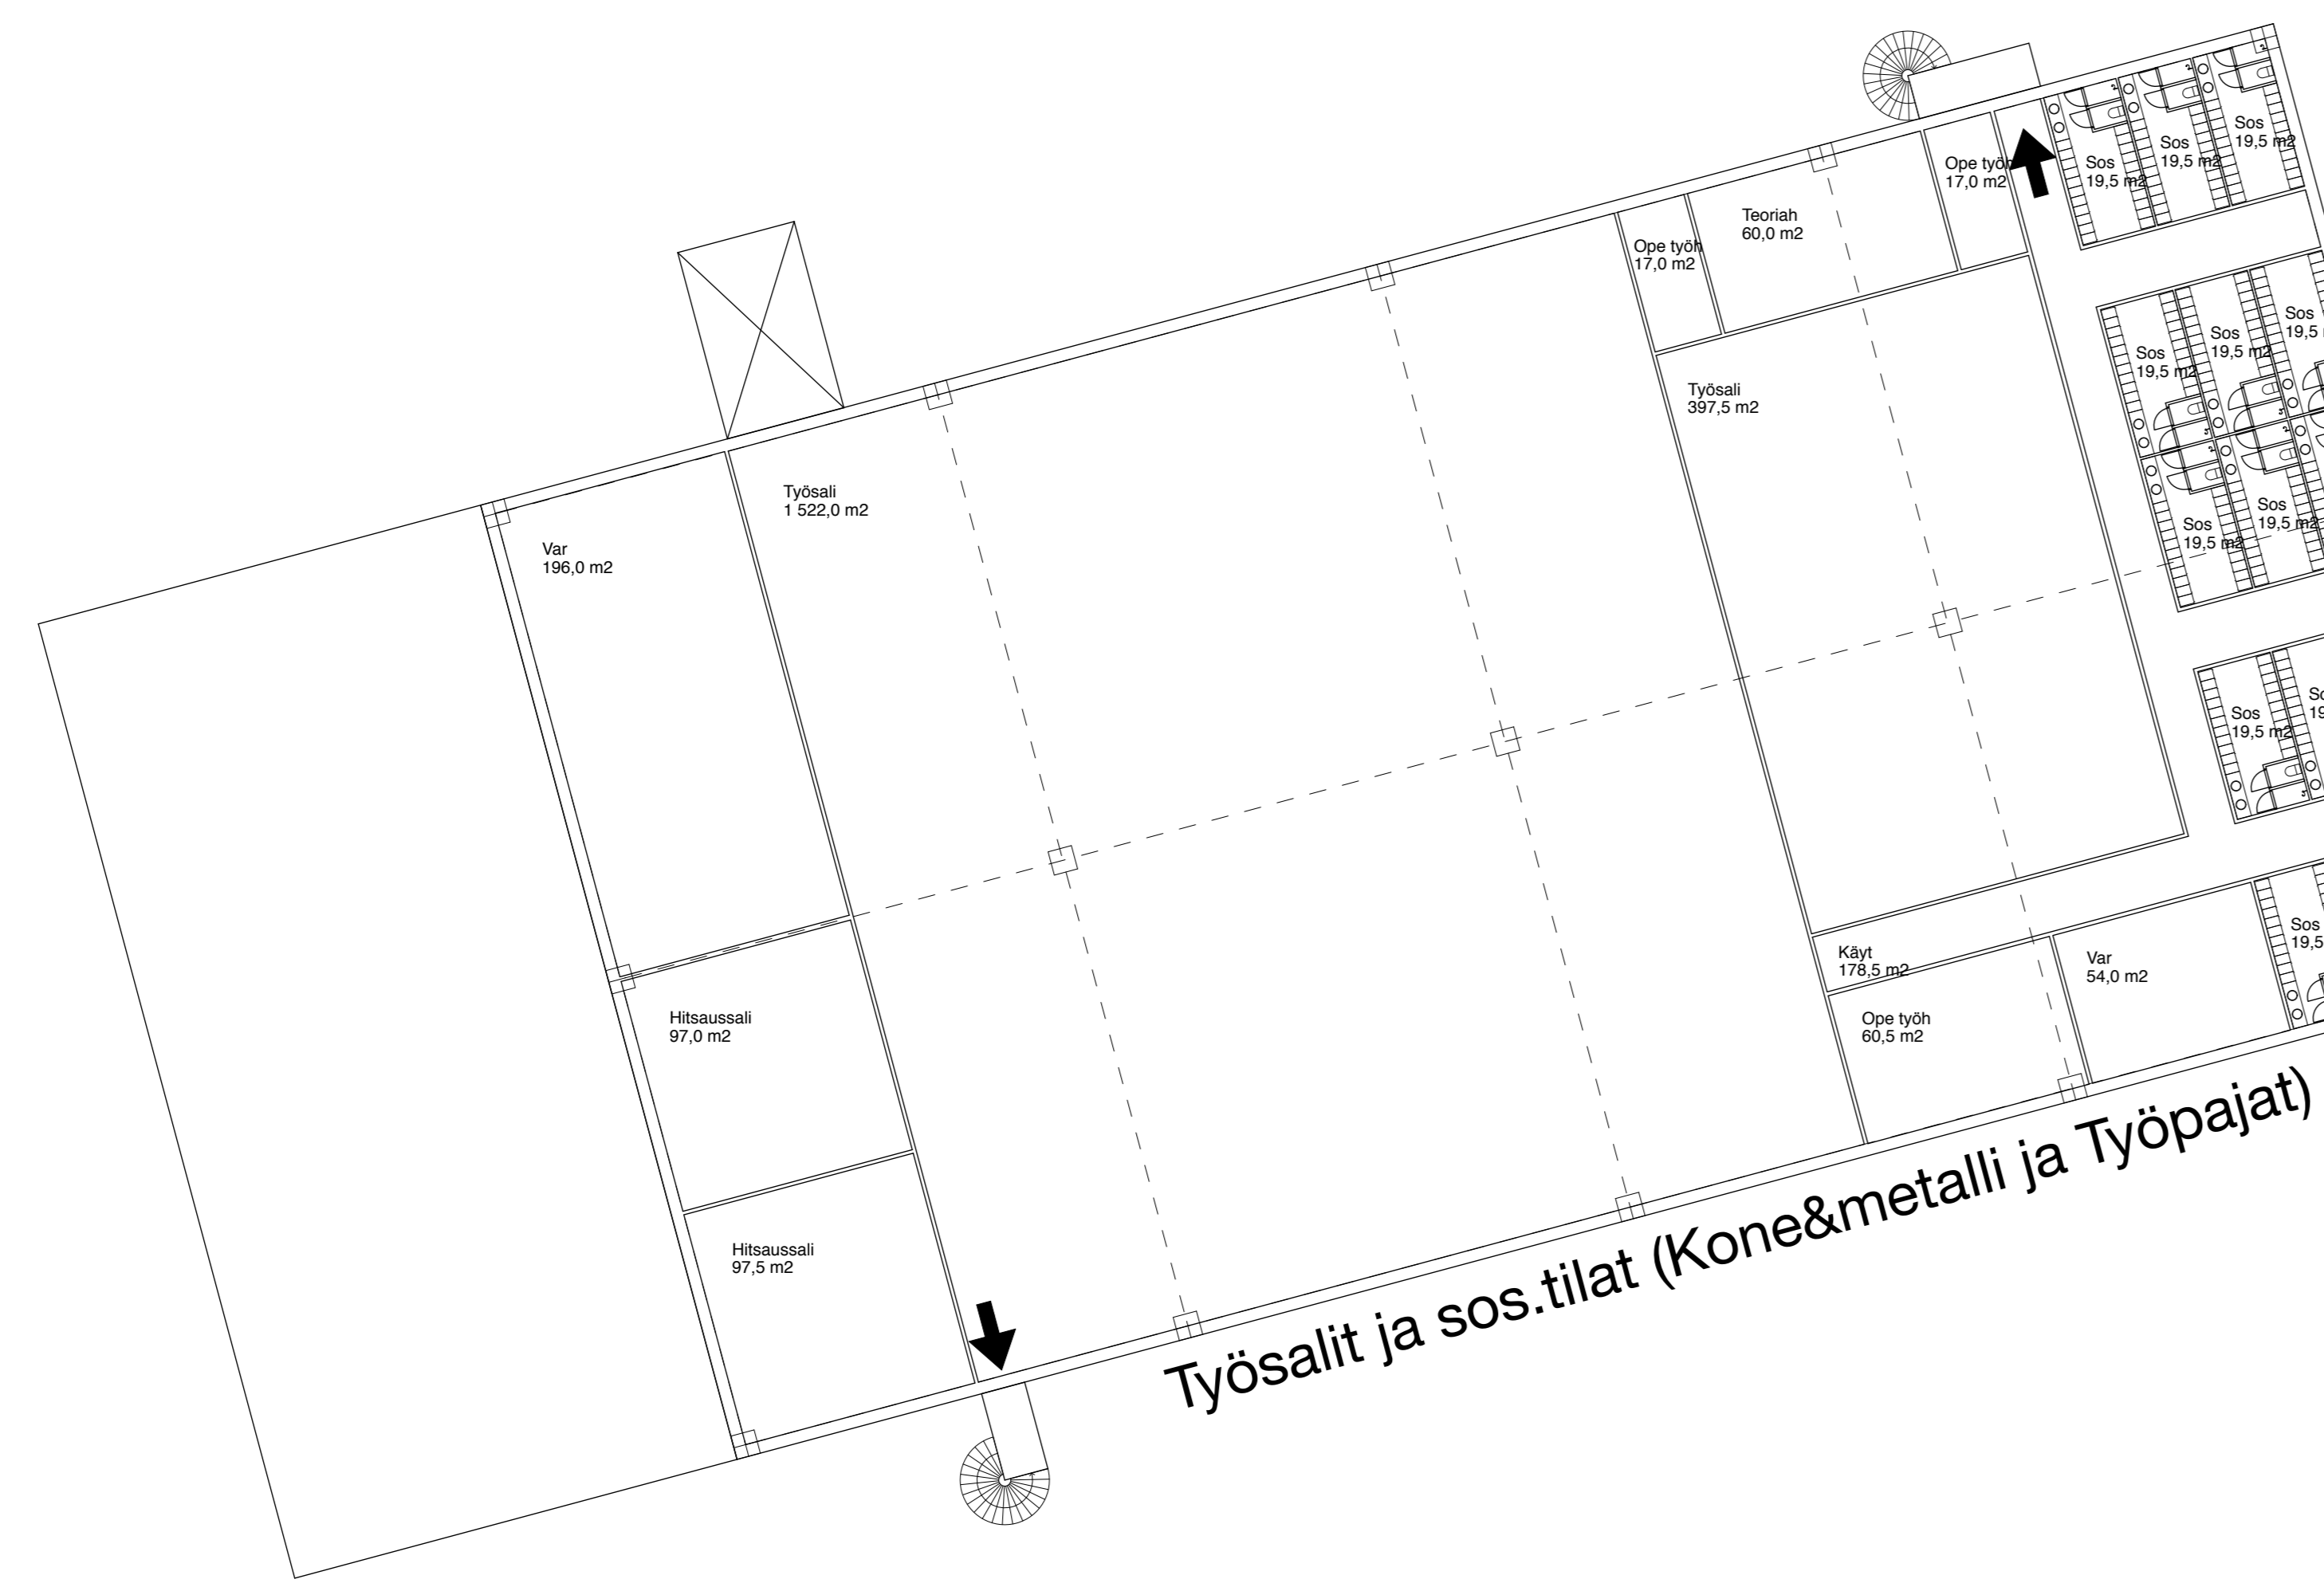 Ope työh
17,0 m2
Sos
19,5 m2
Sos
19,5 m2
Sos
19,5 m2
Teoriah
60,0 m2
Ope työh
17,0 m2
Sos
19,5 m2
Sos
19,5 m2
Sos
19,5
Työsali
397,5 m2
Työsali
1 522,0 m2
Sos
19,5 m2
Sos
19,5 m2
Var
196,0 m2
Sos
19,5 m2
Käyt
178,5 m2
Var
54,0 m2
Sos
19,5
Hitsaussali
97,0 m2
Ope työh
60,5 m2
Hitsaussali
97,5 m2
Työsalit ja sos.tilat (Kone&metalli ja Työpajat)